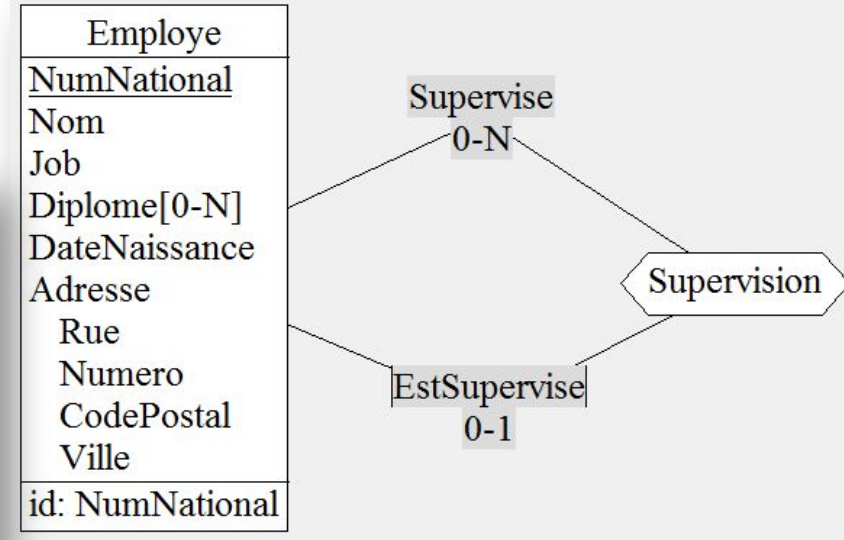 Employe
NumNational
Nom
Job
Diplome[0-N]
DateNaissance
Adresse
Rue
Numero
CodePostal
Ville
id: NumNational
Supervise
0-N
Supervision
EstSupervise
0-1